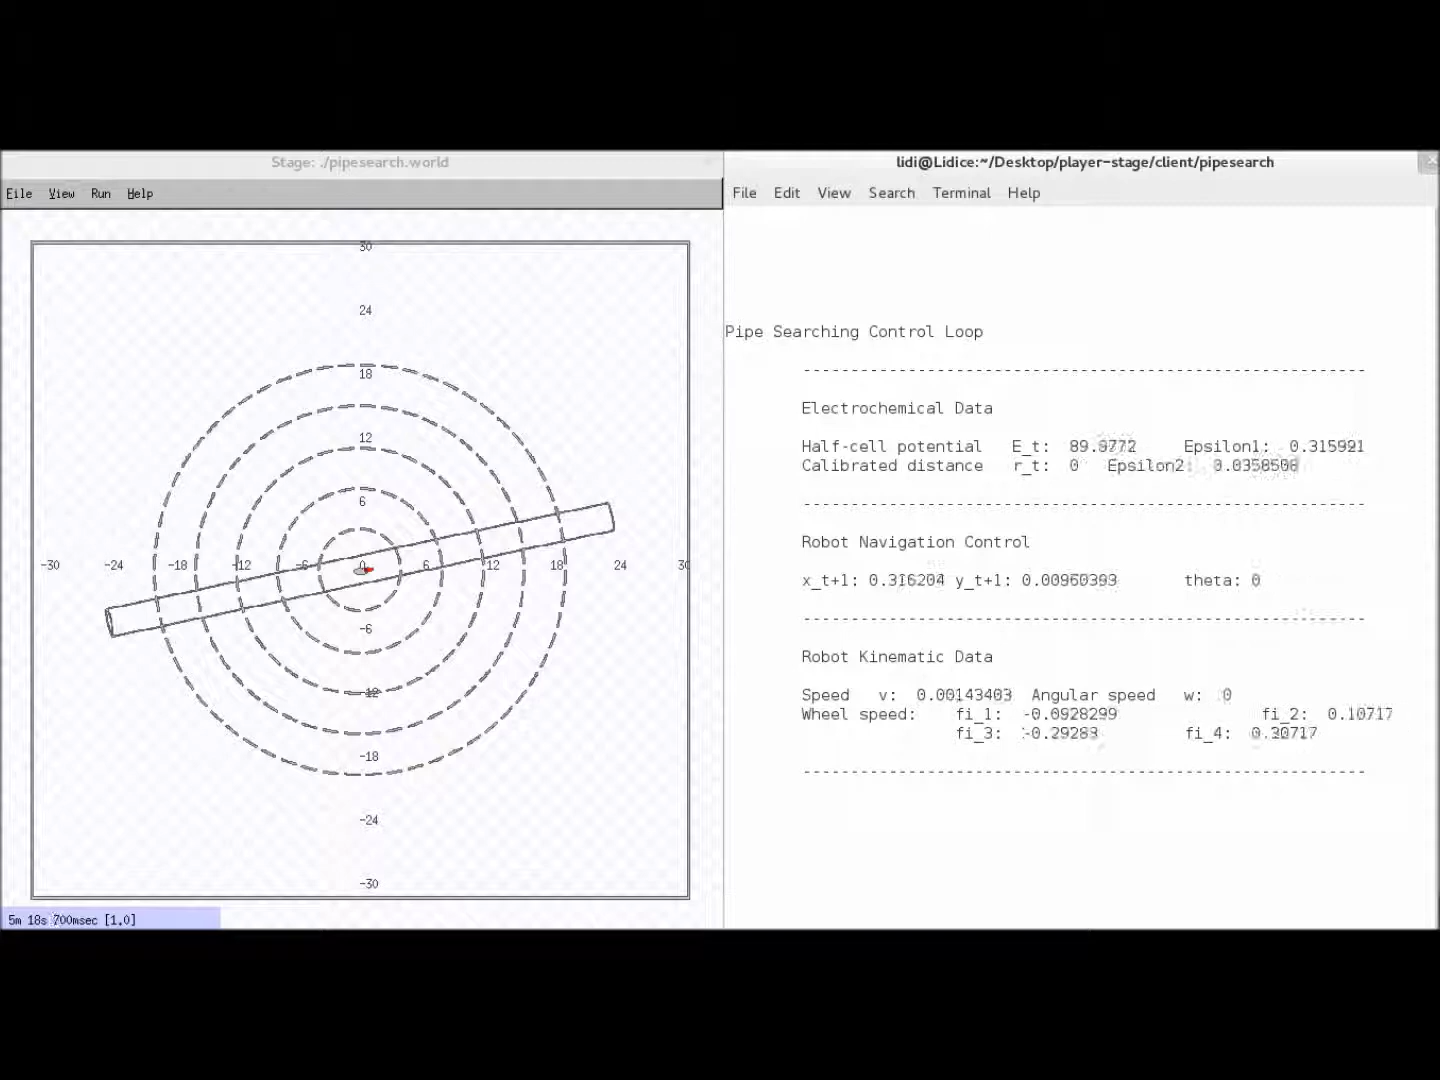 Stage: ./pipesearch.world
File View Run Help
30
24
18
12
6
-30 -24 -18 -12 -6 0 6 12 18 24 30
-6
-12
-18
-24
-30
5m 18s 700msec [1.0]
lidi@Lidice:~/Desktop/player-stage/client/pipesearch
File Edit View Search Terminal Help
Pipe Searching Control Loop
Electrochemical Data
Half-cell potential E_t: 89.9772 Epsilon1: 0.315991
Calibrated distance r_t: 0 Epsilon2: 0.0358508
Robot Navigation Control
x_t+1: 0.316204 y_t+1: 0.00960393 theta: 0
Robot Kinematic Data
Speed v: 0.00143403 Angular speed w: 0
Wheel speed: fi_1: -0.0928299 fi_2: 0.10717
fi_3: -0.29283 fi_4: 0.30717